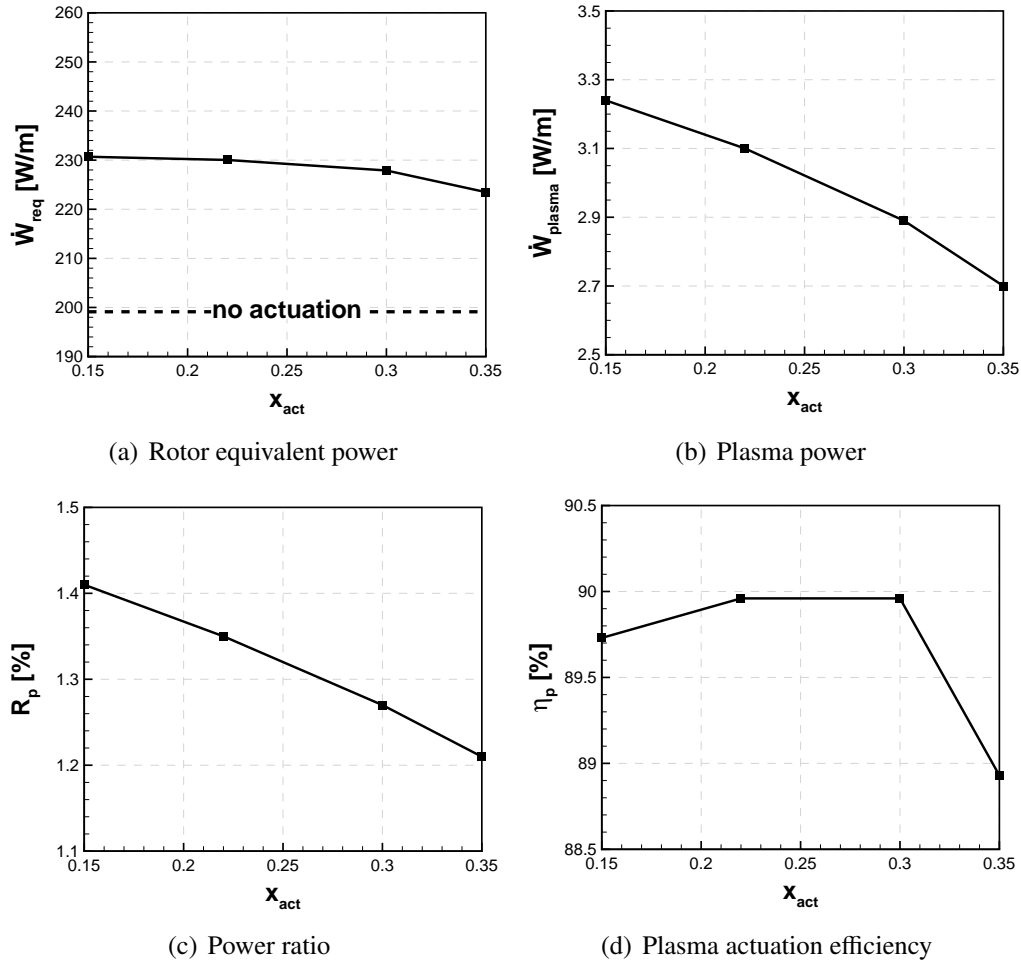 260
250
240
230
220
210
200
190
Ẇreq [W/m]
no actuation
0.15 0.2 0.25 0.3 0.35
xact
(a) Rotor equivalent power
3.5
3.3
3.1
2.9
2.7
2.5
Ẇplasma [W/m]
0.15 0.2 0.25 0.3 0.35
xact
(b) Plasma power
1.5
1.4
1.3
1.2
1.1
Rp [%]
0.15 0.2 0.25 0.3 0.35
xact
(c) Power ratio
90.5
90
89.5
89
88.5
ηp [%]
0.15 0.2 0.25 0.3 0.35
xact
(d) Plasma actuation efficiency